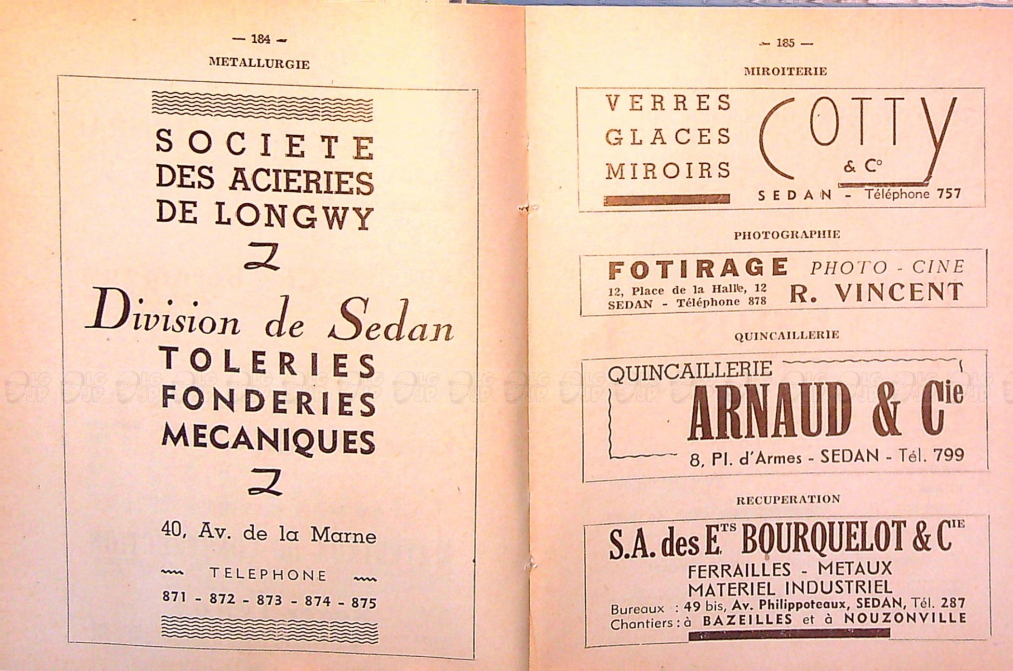 — 184 —
METALLURGIE
SOCIETE
DES ACIERIES
DE LONGWY
Division de Sedan
TOLERIES
FONDERIES
MECANIQUES
40, Av. de la Marne
TELEPHONE
871 - 872 - 873 - 874 - 875
— 185 —
MIROITERIE
VERRES
GLACES
MIROIRS
COTTY
& C°
SEDAN - Téléphone 757
PHOTOGRAPHIE
FOTIRAGE PHOTO - CINE
12, Place de la Halle, 12
SEDAN - Téléphone 878
R. VINCENT
QUINCAILLERIE
QUINCAILLERIE
ARNAUD & Cie
8, Pl. d'Armes - SEDAN - Tél. 799
RECUPERATION
S.A. des ETS BOURQUELOT & CIE
FERRAILLES - METAUX
MATERIEL INDUSTRIEL
Bureaux : 49 bis, Av. Philippoteaux, SEDAN, Tél. 287
Chantiers : à BAZEILLES et à NOUZONVILLE